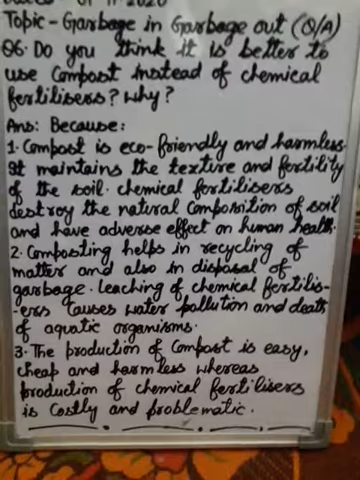 Topic - Garbage in Garbage out (Q/A)
Q6. Do you think it is better to
use Compost instead of chemical
fertilisers? why?
Ans: Because:
1. Compost is eco-friendly and harmless.
It maintains the texture and fertility
of the soil. chemical fertilisers
destroy the natural composition of soil
and have adverse effect on human health.
2. Composting helps in recycling of
matter and also in disposal of
garbage. Leaching of chemical fertilis-
-ers causes water pollution and death
of aquatic organisms.
3. The production of Compost is easy,
cheap and harmless whereas
production of chemical fertilisers
is Costly and problematic.